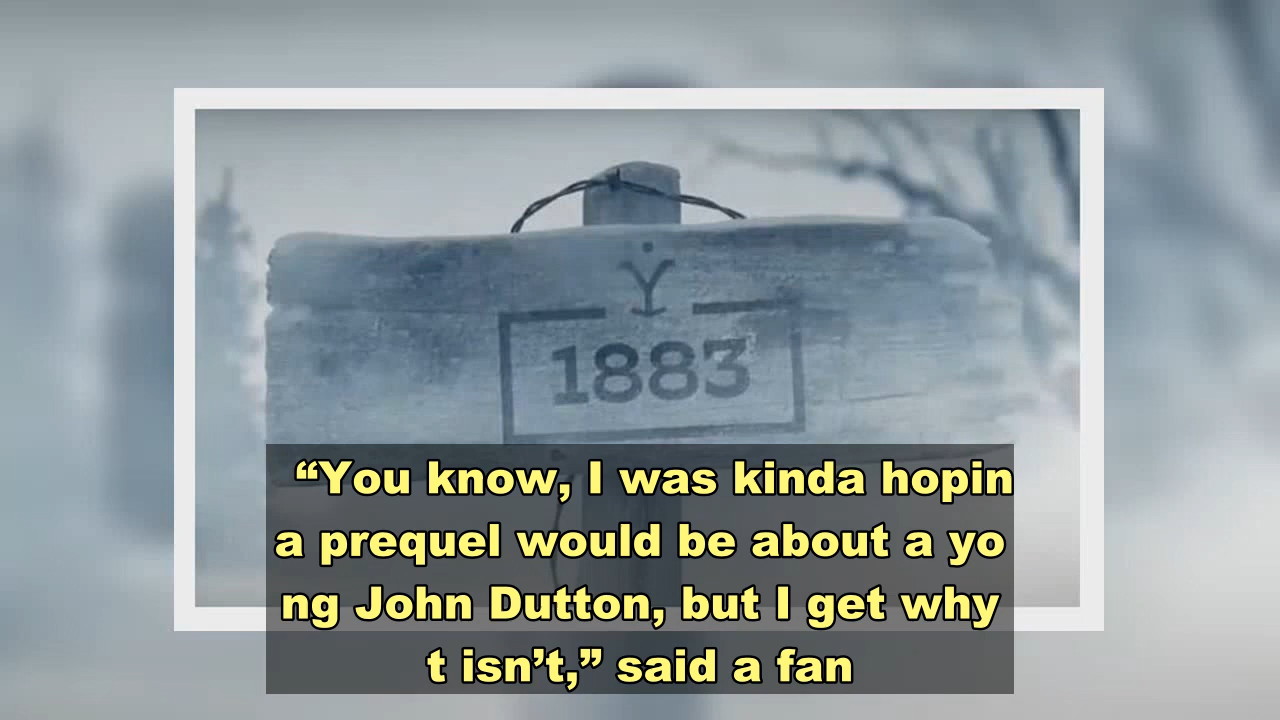 Y
1883
“You know, I was kinda hopin
a prequel would be about a yo
ng John Dutton, but I get why
t isn’t,” said a fan